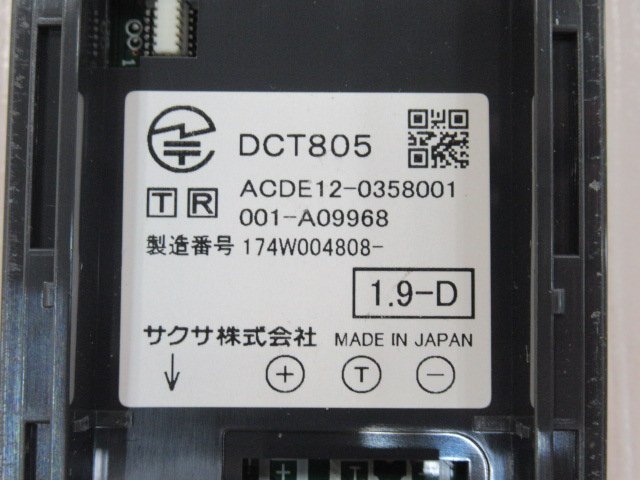 DCT805
T R ACDE12-0358001
001-A09968
製造番号 174W004808-
1.9-D
サクサ株式会社 MADE IN JAPAN
↓ + T −
+ T